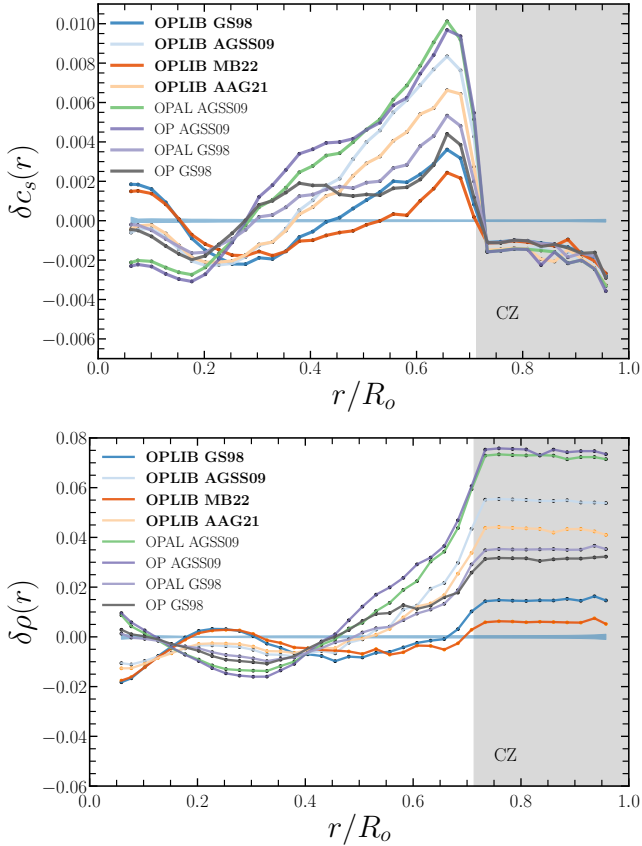 0.010
0.008
0.006
0.004
0.002
0.000
−0.002
−0.004
−0.006
δc_s(r)
OPLIB GS98
OPLIB AGSS09
OPLIB MB22
OPLIB AAG21
OPAL AGSS09
OP AGSS09
OPAL GS98
OP GS98
CZ
0.0 0.2 0.4 0.6 0.8 1.0
r/R_o
0.08
0.06
0.04
0.02
0.00
−0.02
−0.04
−0.06
δρ(r)
OPLIB GS98
OPLIB AGSS09
OPLIB MB22
OPLIB AAG21
OPAL AGSS09
OP AGSS09
OPAL GS98
OP GS98
CZ
0.0 0.2 0.4 0.6 0.8 1.0
r/R_o